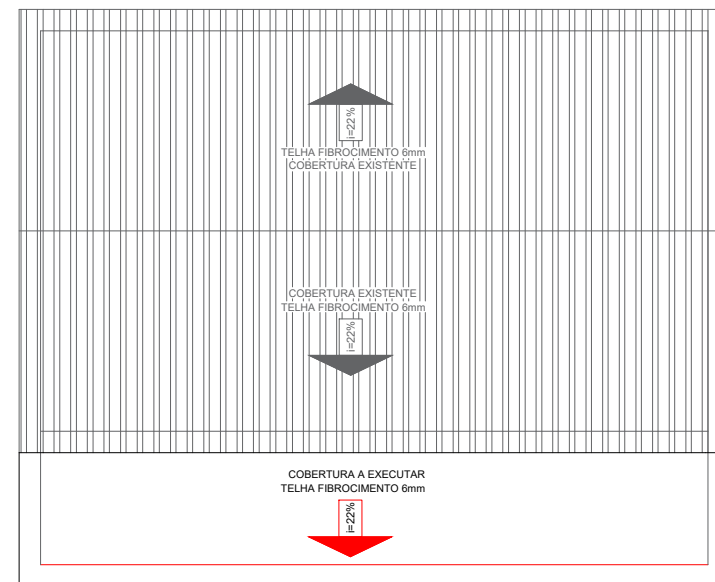 i=22%
TELHA FIBROCIMENTO 6mm
COBERTURA EXISTENTE
COBERTURA EXISTENTE
TELHA FIBROCIMENTO 6mm
i=22%
COBERTURA A EXECUTAR
TELHA FIBROCIMENTO 6mm
i=22%